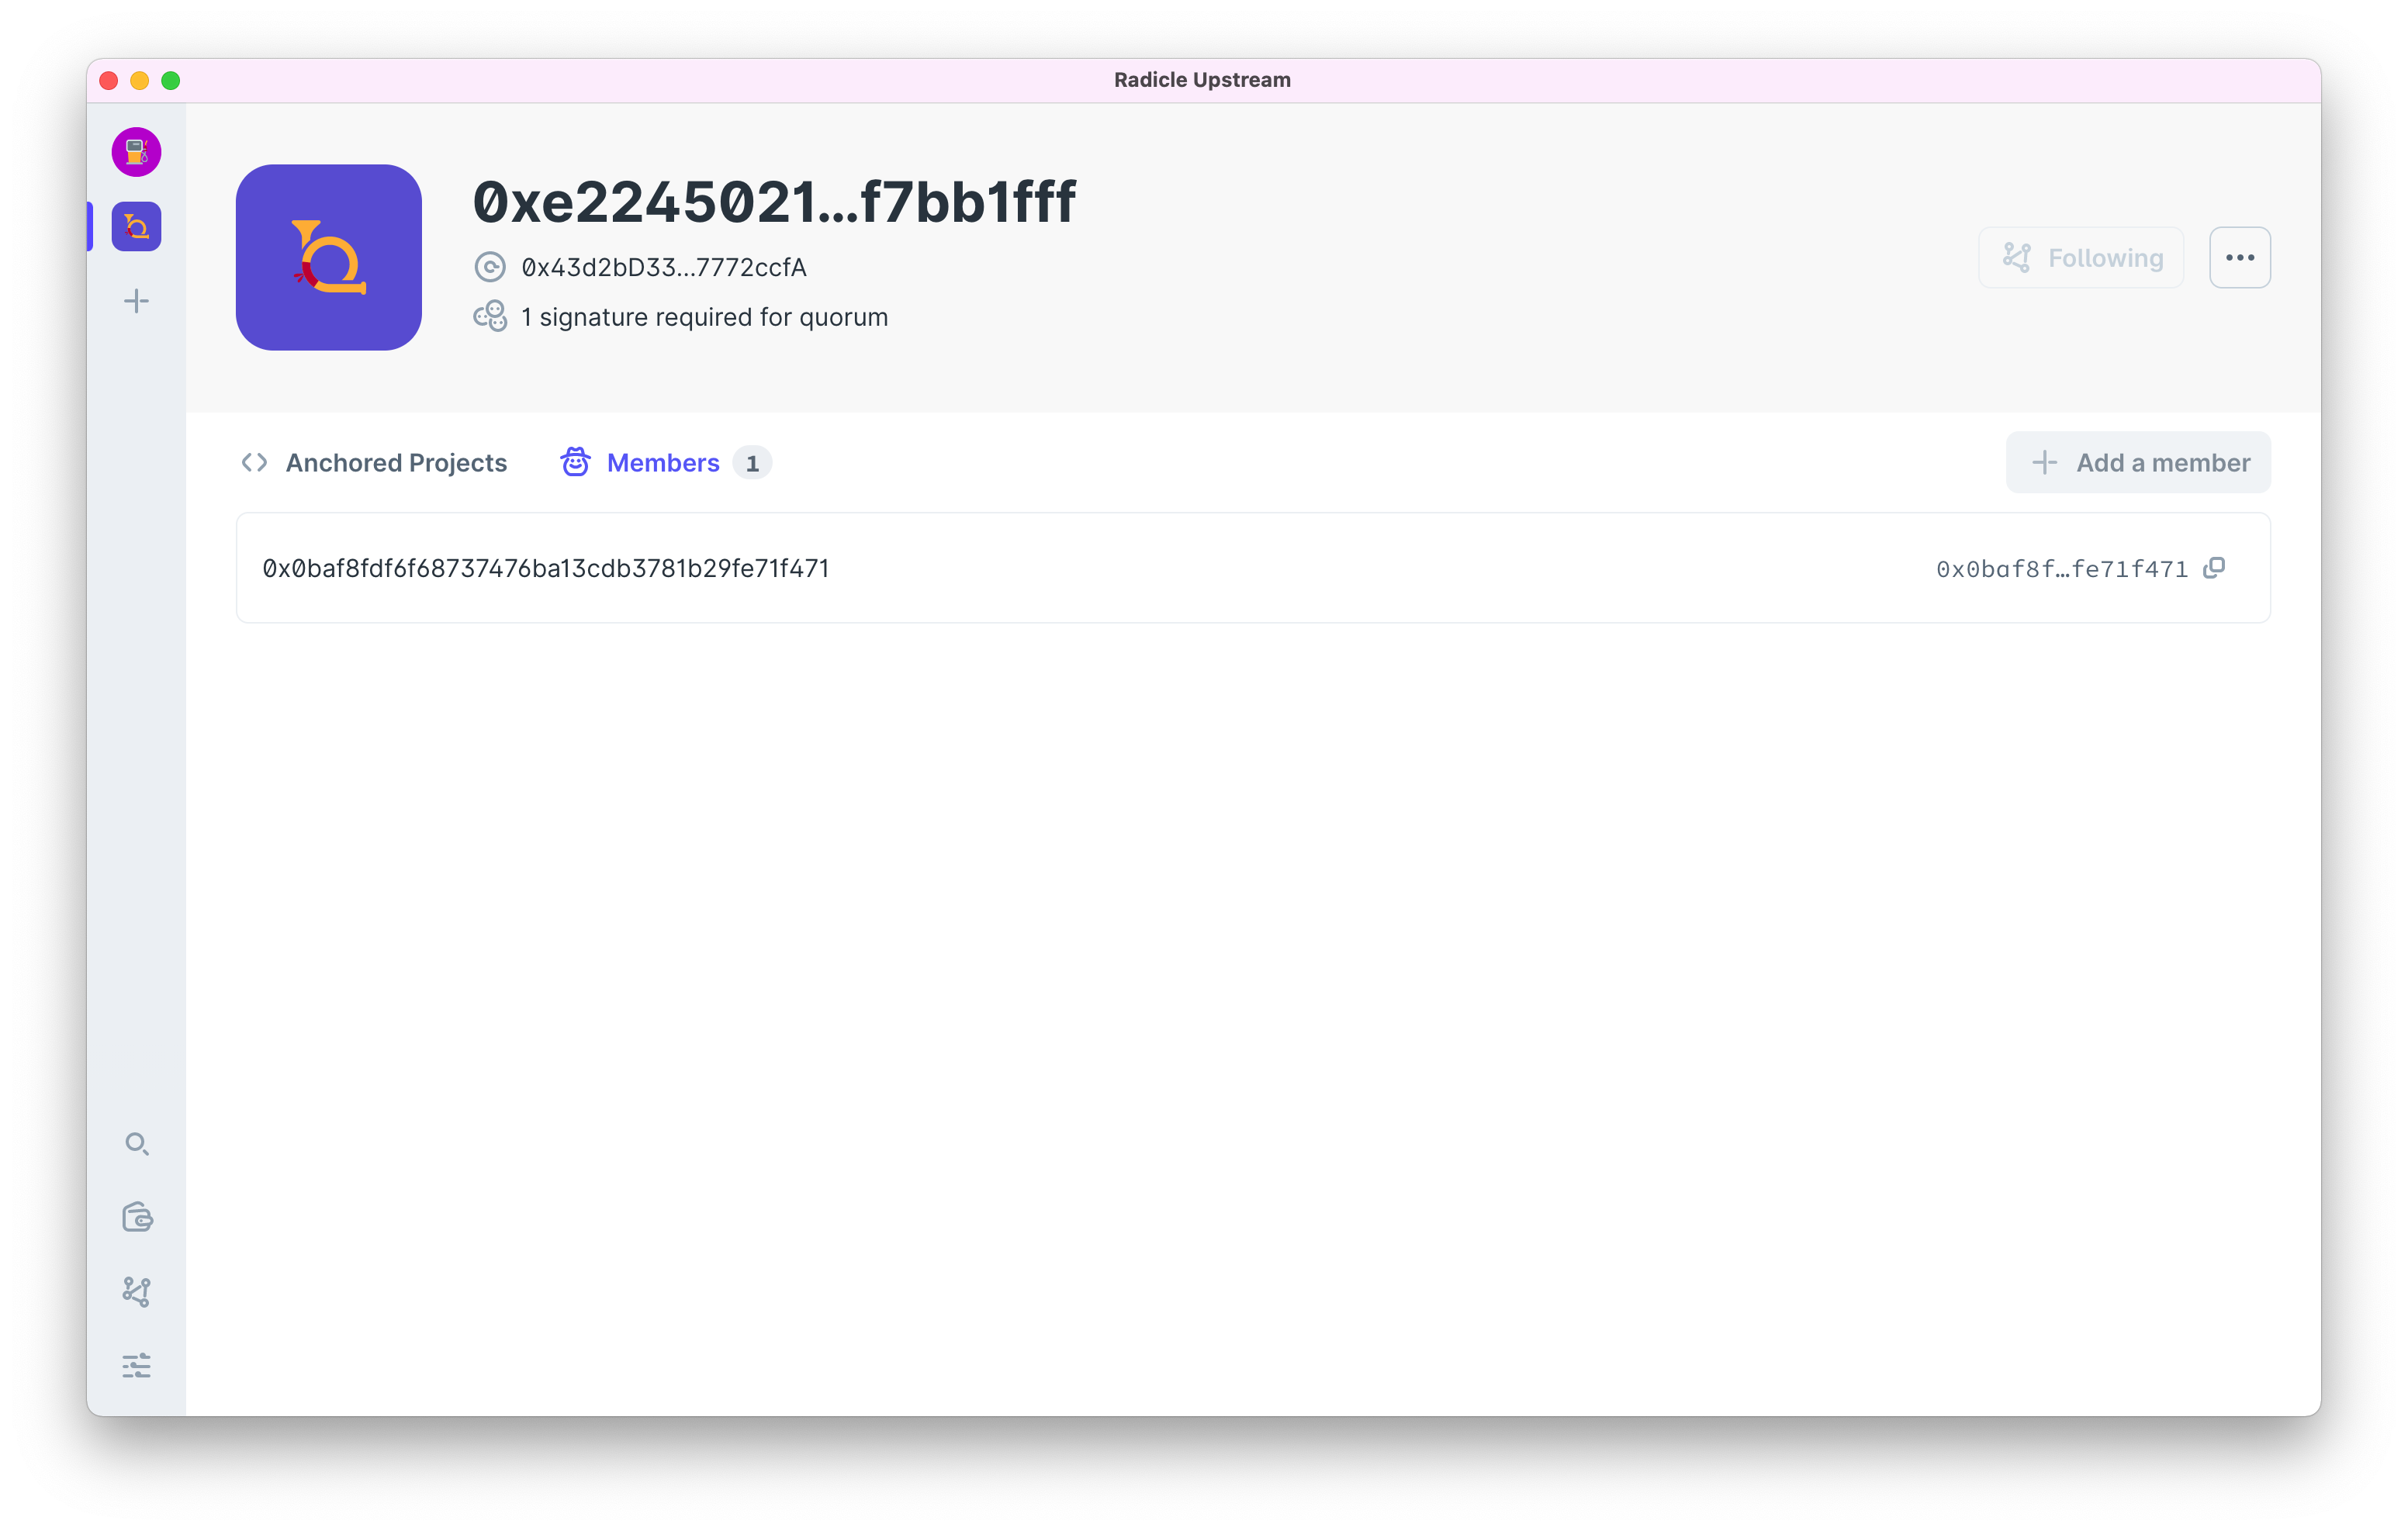 Radicle Upstream
0xe2245021…f7bb1fff
0x43d2bD33…7772ccfA
1 signature required for quorum
Following
Anchored Projects
Members 1
Add a member
0x0baf8fdf6f68737476ba13cdb3781b29fe71f471
0x0baf8f…fe71f471